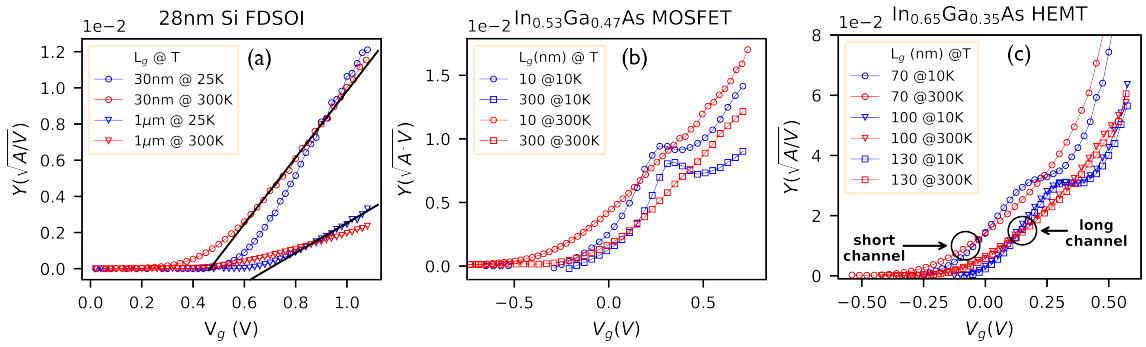 28nm Si FDSOI
1e−2
(a)
L_g @ T
30nm @ 25K
30nm @ 300K
1μm @ 25K
1μm @ 300K
Y(√A/V)
1.2
1.0
0.8
0.6
0.4
0.2
0.0
0.0 0.2 0.4 0.6 0.8 1.0
V_g (V)
In_0.53Ga_0.47As MOSFET
1e−2
(b)
L_g(nm) @ T
10 @10K
300 @10K
10 @300K
300 @300K
Y(√A · V)
1.5
1.0
0.5
0.0
−0.5 0.0 0.5
V_g(V)
In_0.65Ga_0.35As HEMT
1e−2
(c)
L_g (nm) @T
70 @10K
70 @300K
100 @10K
100 @300K
130 @10K
130 @300K
short
channel
long
channel
Y(√A/V)
8
6
4
2
0
−0.50 −0.25 0.00 0.25 0.50
V_g(V)